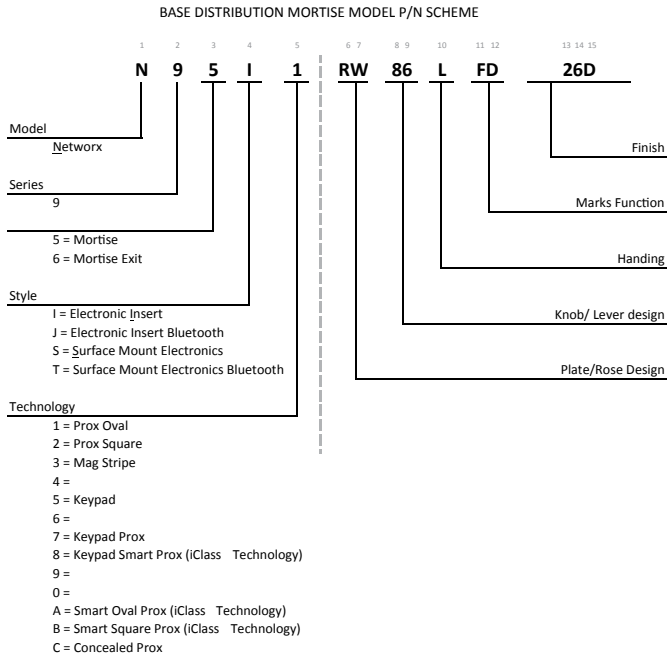 BASE DISTRIBUTION MORTISE MODEL P/N SCHEME
1 2 3 4 5 6 7 8 9 10 11 12 13 14 15
N 9 5 I 1 RW 86 L FD 26D
Model
Networx
Finish
Series
9
Marks Function
5 = Mortise
6 = Mortise Exit
Handing
Style
I = Electronic Insert
J = Electronic Insert Bluetooth
S = Surface Mount Electronics
T = Surface Mount Electronics Bluetooth
Knob/ Lever design
Plate/Rose Design
Technology
1 = Prox Oval
2 = Prox Square
3 = Mag Stripe
4 =
5 = Keypad
6 =
7 = Keypad Prox
8 = Keypad Smart Prox (iClass Technology)
9 =
0 =
A = Smart Oval Prox (iClass Technology)
B = Smart Square Prox (iClass Technology)
C = Concealed Prox